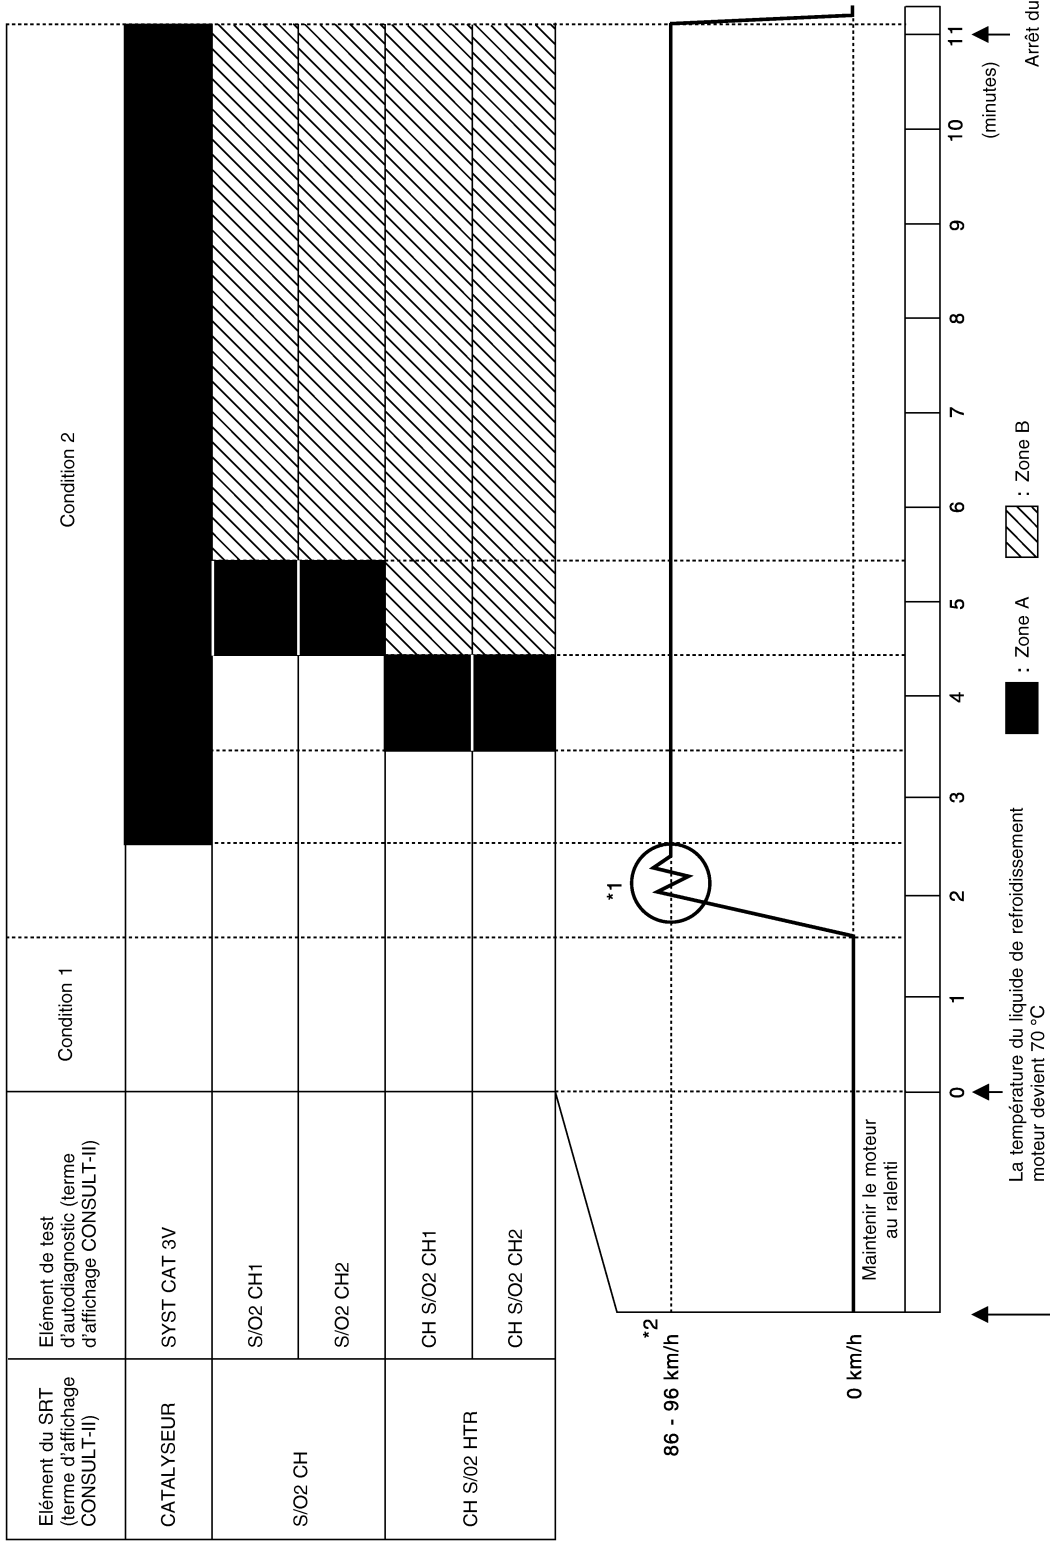 Elément du SRT
(terme d'affichage
CONSULT-II)
Elément de test
d'autodiagnostic (terme
d'affichage CONSULT-II)
Condition 1
Condition 2
CATALYSEUR
SYST CAT 3V
S/O2 CH
S/O2 CH1
S/O2 CH2
CH S/02 HTR
CH S/O2 CH1
CH S/O2 CH2
*1
*2
86 - 96 km/h
0 km/h
Maintenir le moteur
au ralenti
0 1 2 3 4 5 6 7 8 9 10 11
(minutes)
La température du liquide de refroidissement
moteur devient 70 °C
: Zone A
: Zone B
Arrêt du